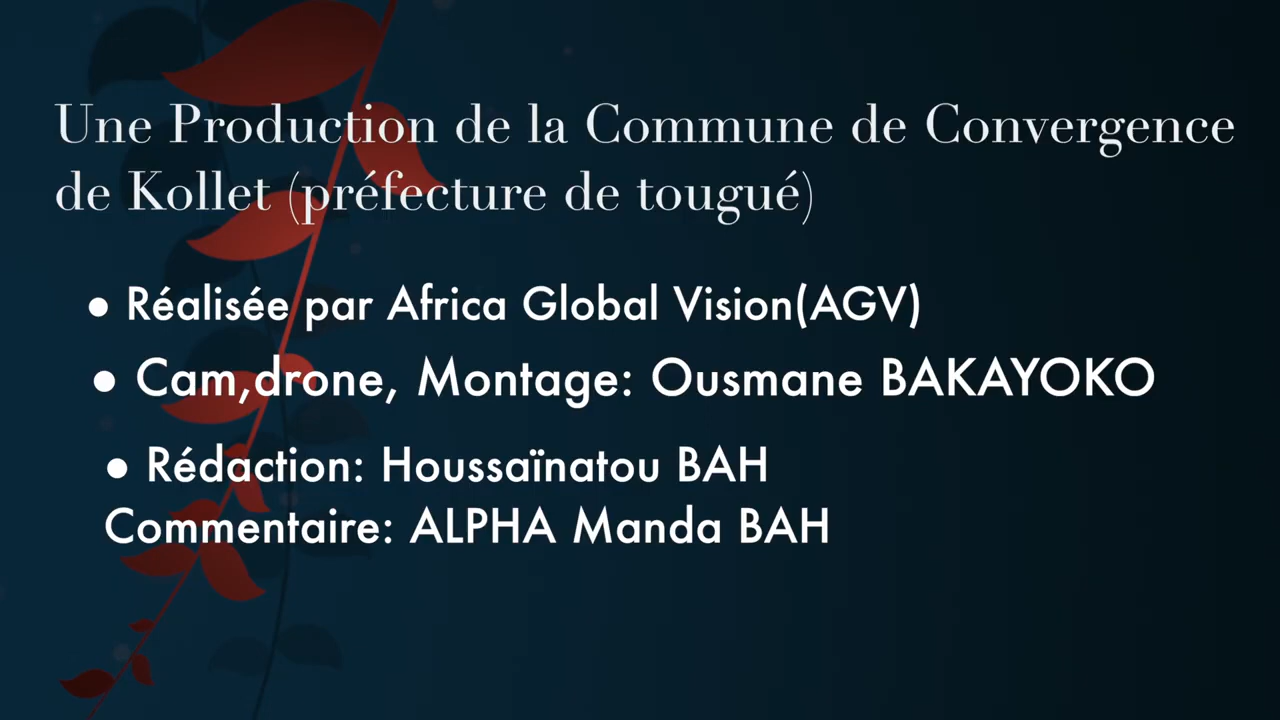 Une Production de la Commune de Convergence
de Kollet (préfecture de tougué)
• Réalisée par Africa Global Vision(AGV)
• Cam,drone, Montage: Ousmane BAKAYOKO
• Rédaction: Houssaïnatou BAH
Commentaire: ALPHA Manda BAH